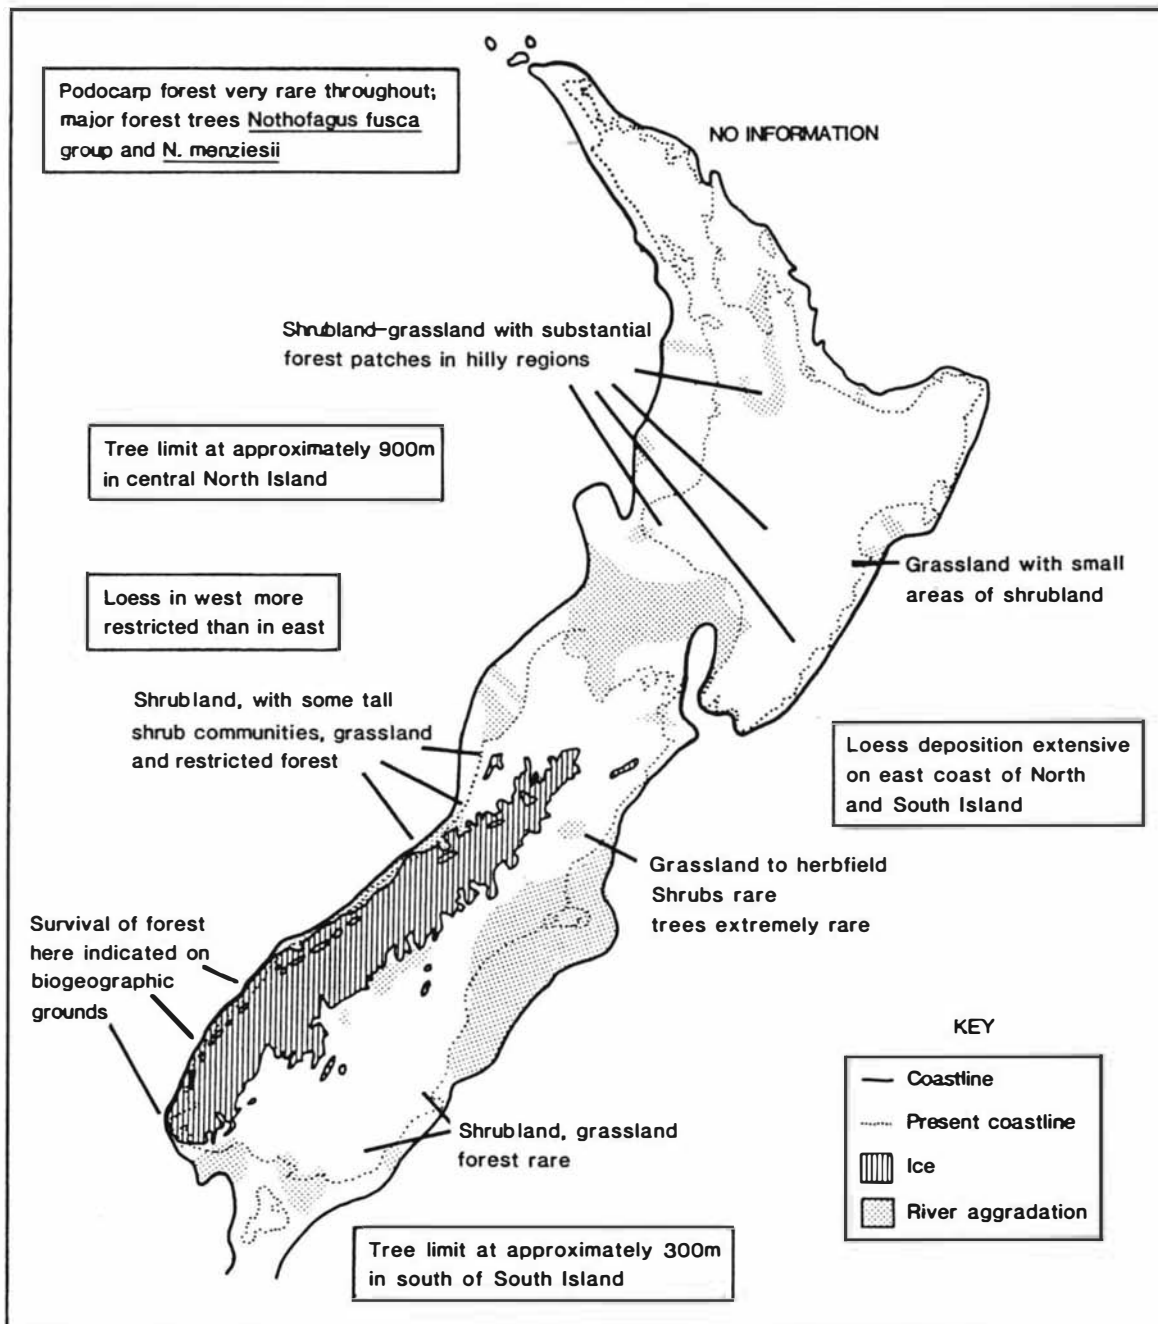 Podocarp forest very rare throughout;
major forest trees Nothofagus fusca
group and N. menziesii
NO INFORMATION
Shrubland-grassland with substantial
forest patches in hilly regions
Tree limit at approximately 900m
in central North Island
Grassland with small
areas of shrubland
Loess in west more
restricted than in east
Shrubland, with some tall
shrub communities, grassland
and restricted forest
Loess deposition extensive
on east coast of North
and South Island
Grassland to herbfield
Shrubs rare
trees extremely rare
Survival of forest
here indicated on
biogeographic
grounds
KEY
Coastline
Present coastline
Ice
River aggradation
Shrubland, grassland
forest rare
Tree limit at approximately 300m
in south of South Island